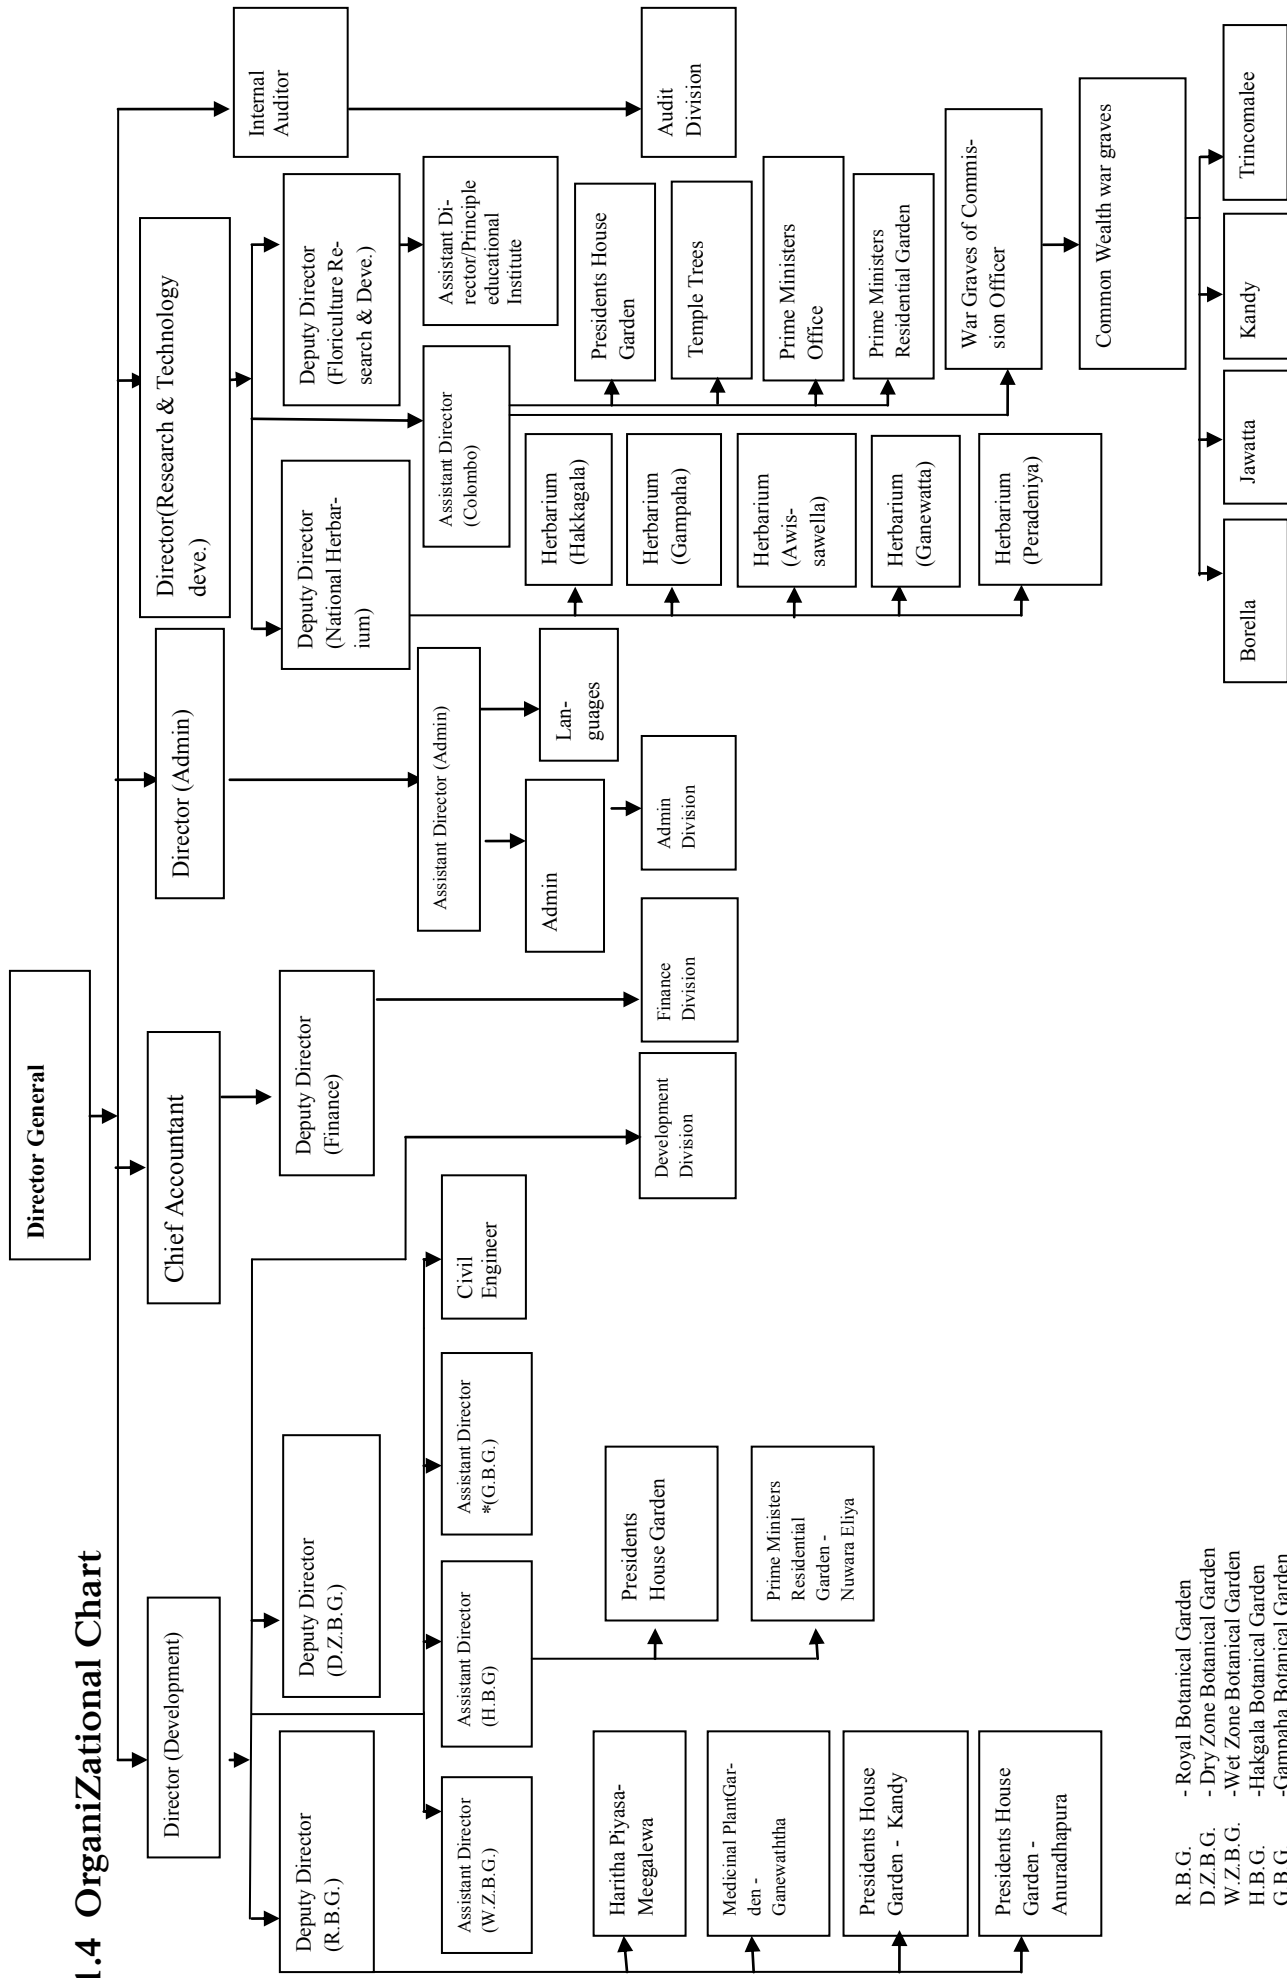 1.4 OrganiZational Chart
Director General
Director (Development)
Chief Accountant
Director (Admin)
Director(Research & Technology
deve.)
Internal
Auditor
Deputy Director
(R.B.G.)
Deputy Director
(D.Z.B.G.)
Deputy Director
(Finance)
Deputy Director
(National Herbar-
ium)
Deputy Director
(Floriculture Re-
search & Deve.)
Assistant Director
(W.Z.B.G.)
Assistant Director
(H.B.G)
Assistant Director
*(G.B.G.)
Civil
Engineer
Assistant Director (Admin)
Assistant Director
(Colombo)
Assistant Di-
rector/Principle
educational
Institute
Admin
Lan-
guages
Development
Division
Finance
Division
Admin
Division
Audit
Division
Haritha Piyasa-
Meegalewa
Medicinal PlantGar-
den -
Ganewaththa
Presidents House
Garden - Kandy
Presidents House
Garden -
Anuradhapura
Presidents
House Garden
Prime Ministers
Residential
Garden -
Nuwara Eliya
Herbarium
(Hakkagala)
Herbarium
(Gampaha)
Herbarium
(Awis-
sawella)
Herbarium
(Ganewatta)
Herbarium
(Peradeniya)
Presidents House
Garden
Temple Trees
Prime Ministers
Office
Prime Ministers
Residential Garden
War Graves of Commis-
sion Officer
Common Wealth war graves
Borella
Jawatta
Kandy
Trincomalee
R.B.G. - Royal Botanical Garden
D.Z.B.G. - Dry Zone Botanical Garden
W.Z.B.G. -Wet Zone Botanical Garden
H.B.G. -Hakgala Botanical Garden
G.B.G. -Gampaha Botanical Garden